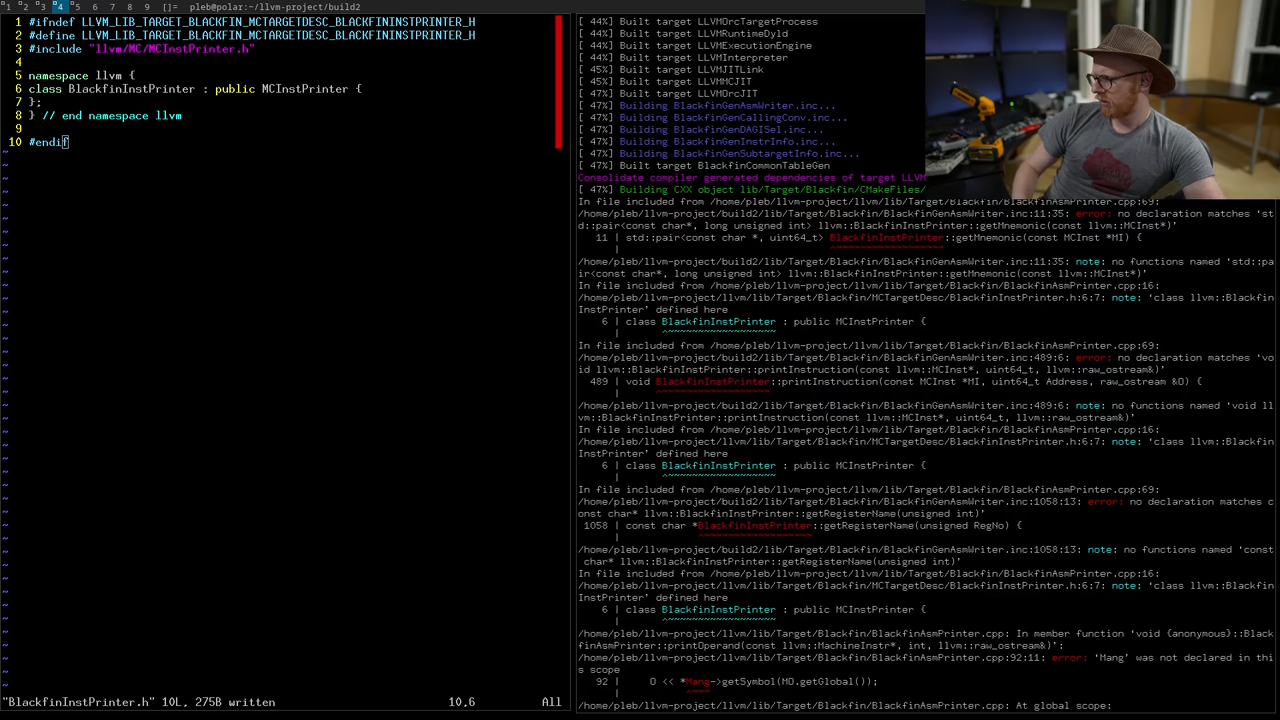 1 2 3 4 5 6 7 8 9 []= pleb@polar:~/llvm-project/build2
1 #ifndef LLVM_LIB_TARGET_BLACKFIN_MCTARGETDESC_BLACKFININSTPRINTER_H
2 #define LLVM_LIB_TARGET_BLACKFIN_MCTARGETDESC_BLACKFININSTPRINTER_H
3 #include "llvm/MC/MCInstPrinter.h"
4
5 namespace llvm {
6 class BlackfinInstPrinter : public MCInstPrinter {
7 };
8 } // end namespace llvm
9
10 #endif
"BlackfinInstPrinter.h" 10L, 275B written 10,6 All
[ 44%] Built target LLVMOrcTargetProcess
[ 44%] Built target LLVMRuntimeDyld
[ 44%] Built target LLVMExecutionEngine
[ 44%] Built target LLVMInterpreter
[ 45%] Built target LLVMJITLink
[ 45%] Built target LLVMMCJIT
[ 47%] Built target LLVMOrcJIT
[ 47%] Building BlackfinGenAsmWriter.inc...
[ 47%] Building BlackfinGenCallingConv.inc...
[ 47%] Building BlackfinGenDAGISel.inc...
[ 47%] Building BlackfinGenInstrInfo.inc...
[ 47%] Building BlackfinGenSubtargetInfo.inc...
[ 47%] Built target BlackfinCommonTableGen
Consolidate compiler generated dependencies of target LLVM
[ 47%] Building CXX object lib/Target/Blackfin/CMakeFiles/
In file included from /home/pleb/llvm-project/llvm/lib/Target/Blackfin/BlackfinAsmPrinter.cpp:69:
/home/pleb/llvm-project/build2/lib/Target/Blackfin/BlackfinGenAsmWriter.inc:11:35: error: no declaration matches 'st
d::pair<const char*, long unsigned int> llvm::BlackfinInstPrinter::getMnemonic(const llvm::MCInst*)'
11 | std::pair<const char *, uint64_t> BlackfinInstPrinter::getMnemonic(const MCInst *MI) {
| ^~~~~~~~~~~~~~~~~~~
/home/pleb/llvm-project/build2/lib/Target/Blackfin/BlackfinGenAsmWriter.inc:11:35: note: no functions named 'std::pa
ir<const char*, long unsigned int> llvm::BlackfinInstPrinter::getMnemonic(const llvm::MCInst*)'
In file included from /home/pleb/llvm-project/llvm/lib/Target/Blackfin/BlackfinAsmPrinter.cpp:16:
/home/pleb/llvm-project/llvm/lib/Target/Blackfin/MCTargetDesc/BlackfinInstPrinter.h:6:7: note: 'class llvm::Blackfin
InstPrinter' defined here
6 | class BlackfinInstPrinter : public MCInstPrinter {
| ^~~~~~~~~~~~~~~~~~~
In file included from /home/pleb/llvm-project/llvm/lib/Target/Blackfin/BlackfinAsmPrinter.cpp:69:
/home/pleb/llvm-project/build2/lib/Target/Blackfin/BlackfinGenAsmWriter.inc:489:6: error: no declaration matches 'vo
id llvm::BlackfinInstPrinter::printInstruction(const llvm::MCInst*, uint64_t, llvm::raw_ostream&)'
489 | void BlackfinInstPrinter::printInstruction(const MCInst *MI, uint64_t Address, raw_ostream &O) {
| ^~~~~~~~~~~~~~~~~~~
/home/pleb/llvm-project/build2/lib/Target/Blackfin/BlackfinGenAsmWriter.inc:489:6: note: no functions named 'void ll
vm::BlackfinInstPrinter::printInstruction(const llvm::MCInst*, uint64_t, llvm::raw_ostream&)'
In file included from /home/pleb/llvm-project/llvm/lib/Target/Blackfin/BlackfinAsmPrinter.cpp:16:
/home/pleb/llvm-project/llvm/lib/Target/Blackfin/MCTargetDesc/BlackfinInstPrinter.h:6:7: note: 'class llvm::Blackfin
InstPrinter' defined here
6 | class BlackfinInstPrinter : public MCInstPrinter {
| ^~~~~~~~~~~~~~~~~~~
In file included from /home/pleb/llvm-project/llvm/lib/Target/Blackfin/BlackfinAsmPrinter.cpp:69:
/home/pleb/llvm-project/build2/lib/Target/Blackfin/BlackfinGenAsmWriter.inc:1058:13: error: no declaration matches 'c
onst char* llvm::BlackfinInstPrinter::getRegisterName(unsigned int)'
1058 | const char *BlackfinInstPrinter::getRegisterName(unsigned RegNo) {
| ^~~~~~~~~~~~~~~~~~~
/home/pleb/llvm-project/build2/lib/Target/Blackfin/BlackfinGenAsmWriter.inc:1058:13: note: no functions named 'const
char* llvm::BlackfinInstPrinter::getRegisterName(unsigned int)'
In file included from /home/pleb/llvm-project/llvm/lib/Target/Blackfin/BlackfinAsmPrinter.cpp:16:
/home/pleb/llvm-project/llvm/lib/Target/Blackfin/MCTargetDesc/BlackfinInstPrinter.h:6:7: note: 'class llvm::Blackfin
InstPrinter' defined here
6 | class BlackfinInstPrinter : public MCInstPrinter {
| ^~~~~~~~~~~~~~~~~~~
/home/pleb/llvm-project/llvm/lib/Target/Blackfin/BlackfinAsmPrinter.cpp: In member function 'void {anonymous}::Black
finAsmPrinter::printOperand(const llvm::MachineInstr*, int, llvm::raw_ostream&)':
/home/pleb/llvm-project/llvm/lib/Target/Blackfin/BlackfinAsmPrinter.cpp:92:11: error: 'Mang' was not declared in thi
s scope
92 | O << *Mang->getSymbol(MO.getGlobal());
| ^~~~
/home/pleb/llvm-project/llvm/lib/Target/Blackfin/BlackfinAsmPrinter.cpp: At global scope: